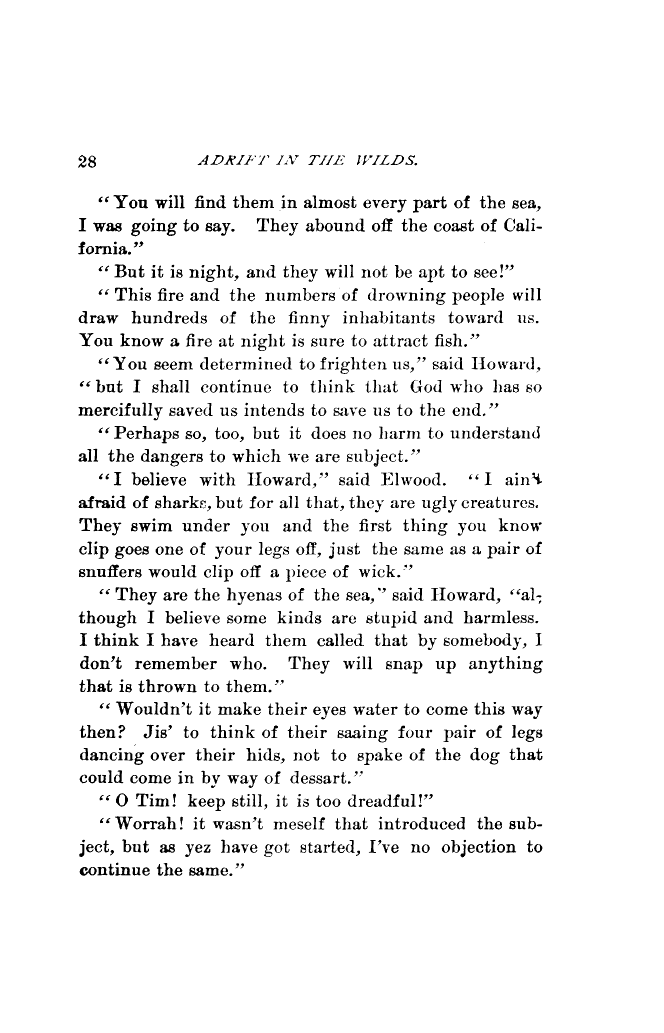 28 ADRIFT IN THE WILDS.
“You will find them in almost every part of the sea,
I was going to say. They abound off the coast of Cali-
fornia.”
“But it is night, and they will not be apt to see!”
“This fire and the numbers of drowning people will
draw hundreds of the finny inhabitants toward us.
You know a fire at night is sure to attract fish.”
“You seem determined to frighten us,” said Howard,
“but I shall continue to think that God who has so
mercifully saved us intends to save us to the end.”
“Perhaps so, too, but it does no harm to understand
all the dangers to which we are subject.”
“I believe with Howard,” said Elwood. “I ain't
afraid of sharks, but for all that, they are ugly creatures.
They swim under you and the first thing you know
clip goes one of your legs off, just the same as a pair of
snuffers would clip off a piece of wick.”
“They are the hyenas of the sea,” said Howard, “al-
though I believe some kinds are stupid and harmless.
I think I have heard them called that by somebody, I
don't remember who. They will snap up anything
that is thrown to them.”
“Wouldn't it make their eyes water to come this way
then? Jis' to think of their saaing four pair of legs
dancing over their hids, not to spake of the dog that
could come in by way of dessart.”
“O Tim! keep still, it is too dreadful!”
“Worrah! it wasn't meself that introduced the sub-
ject, but as yez have got started, I've no objection to
continue the same.”